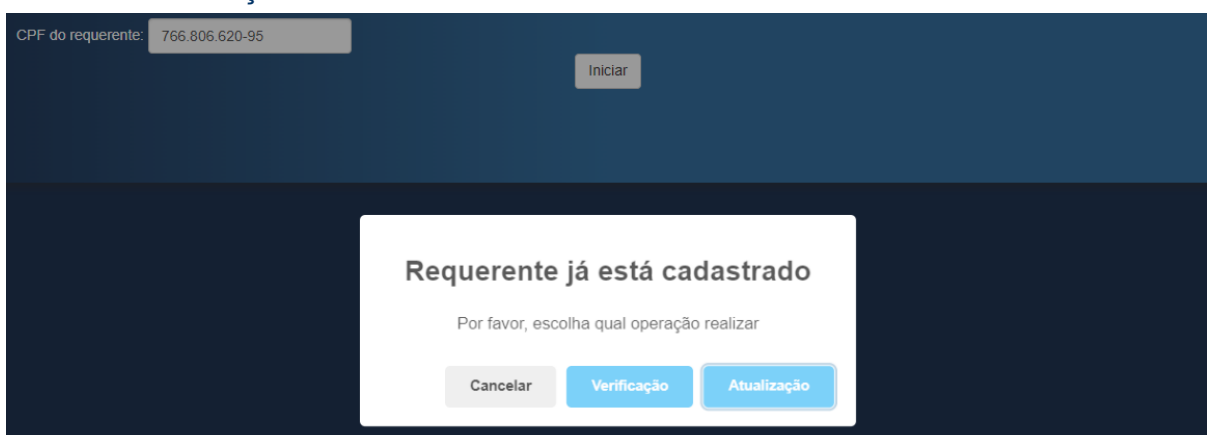 CPF do requerente: 766.806.620-95
Iniciar
Requerente já está cadastrado
Por favor, escolha qual operação realizar
Cancelar Verificação Atualização